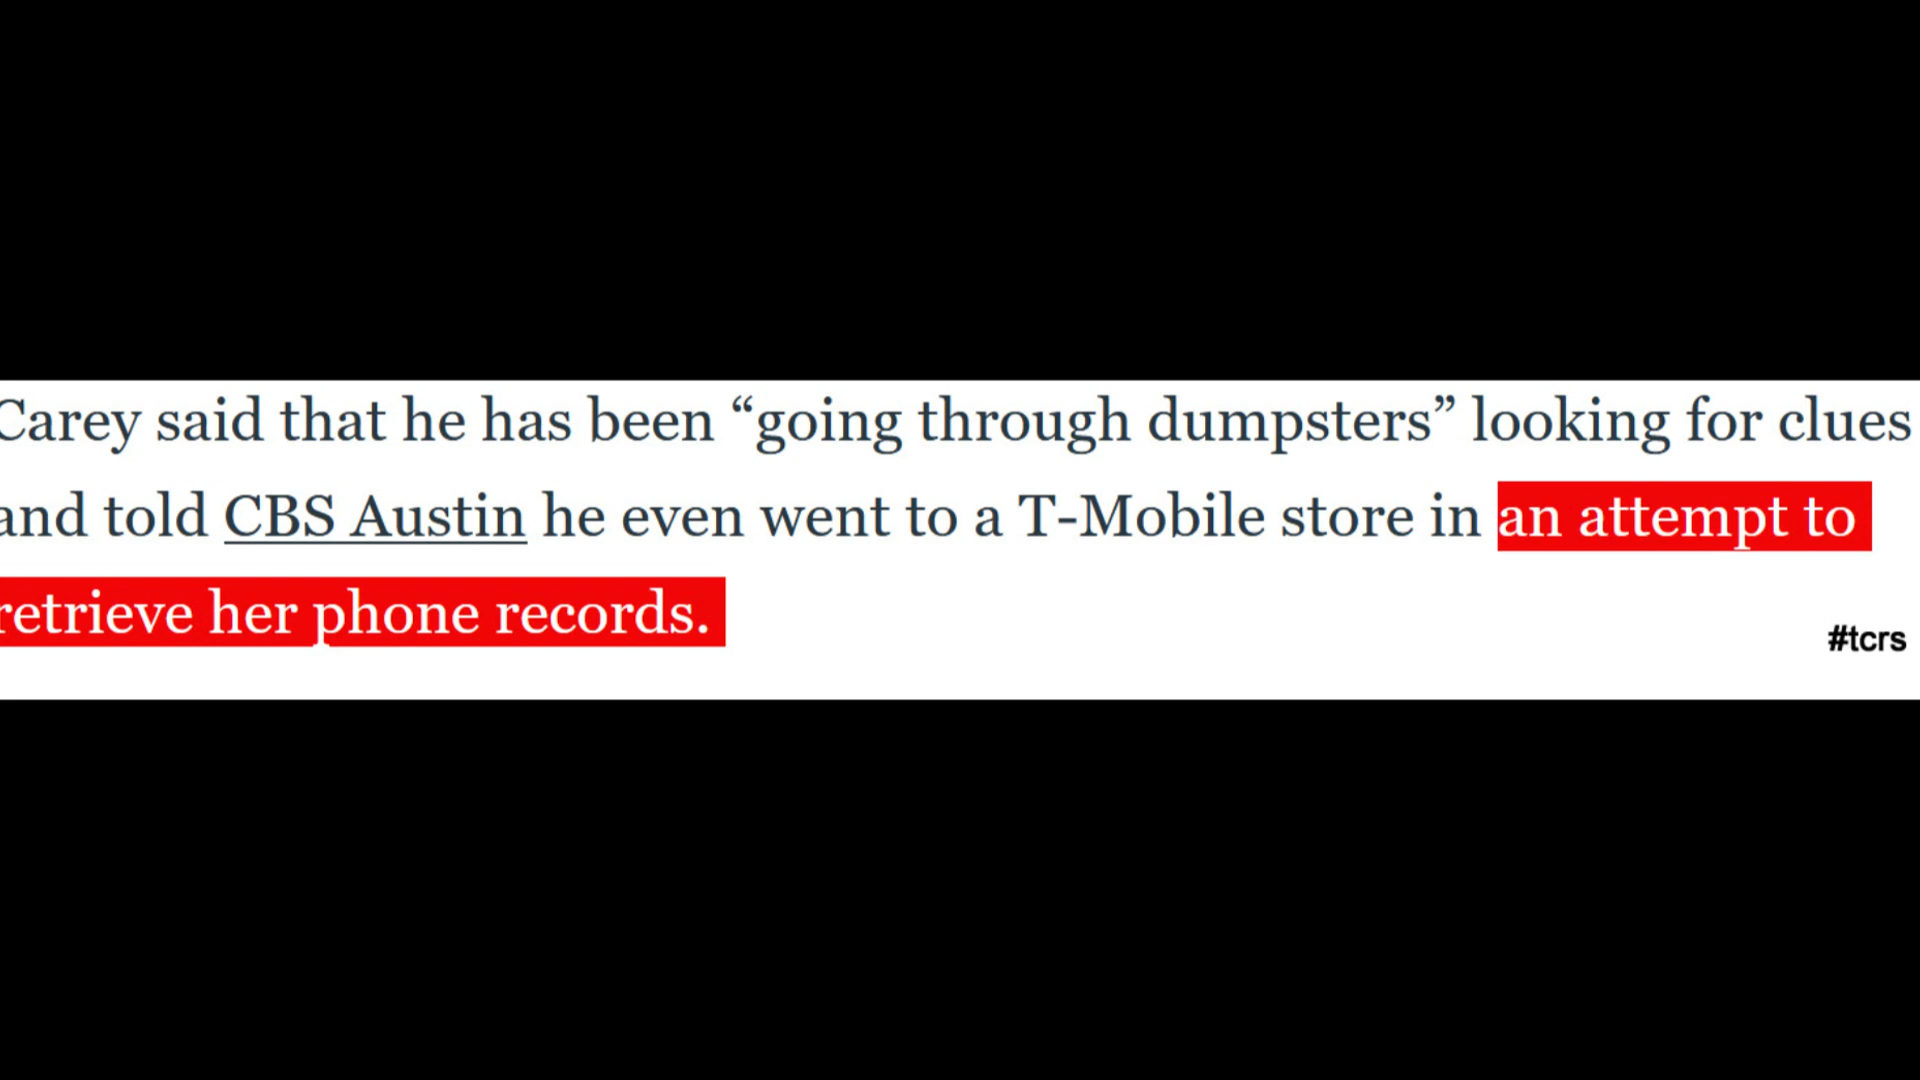 Carey said that he has been “going through dumpsters” looking for clues
and told CBS Austin he even went to a T-Mobile store in an attempt to
retrieve her phone records.
#tcrs